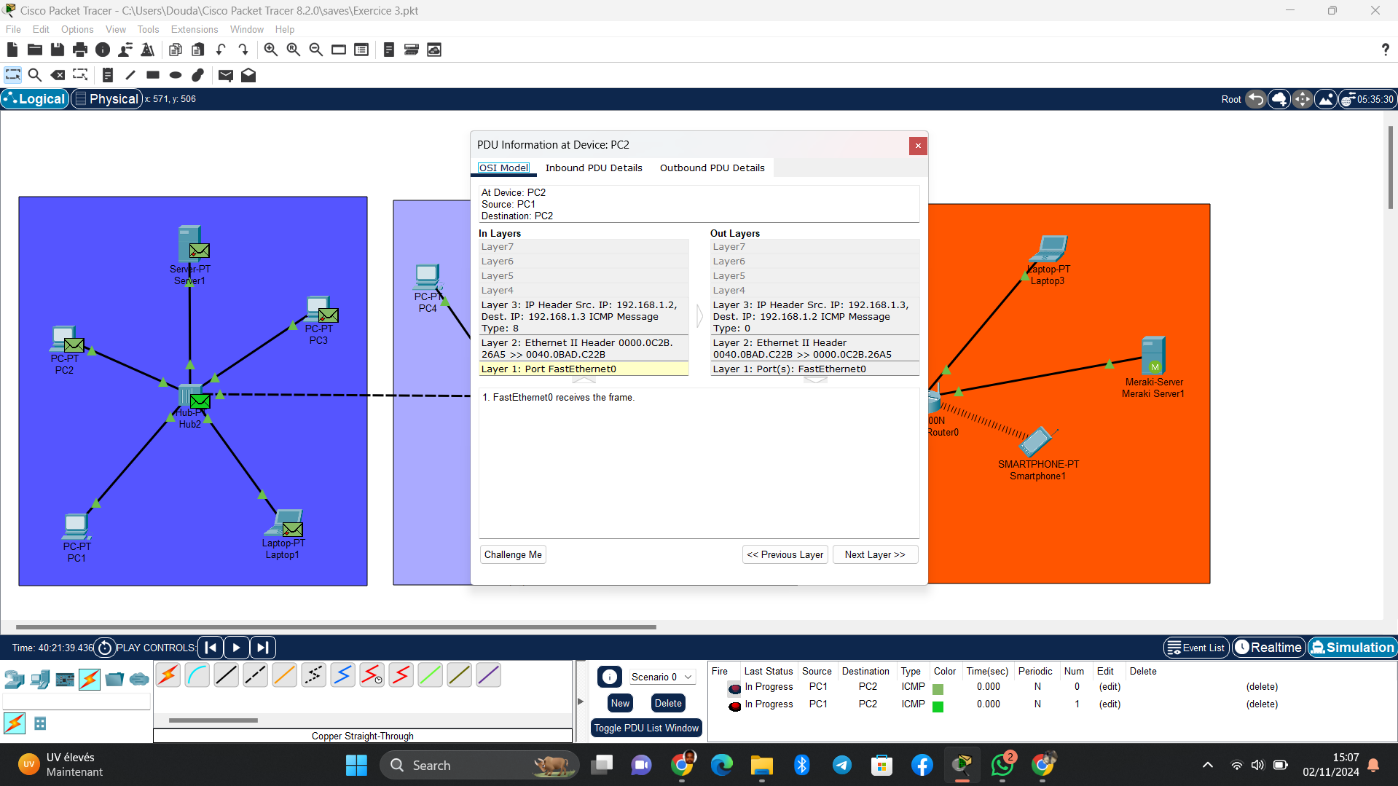 Cisco Packet Tracer - C:\Users\Douda\Cisco Packet Tracer 8.2.0\saves\Exercice 3.pkt
File Edit Options View Tools Extensions Window Help
?
Logical Physical x: 571, y: 506
Root 05:35:30
PDU Information at Device: PC2
OSI Model Inbound PDU Details Outbound PDU Details
At Device: PC2
Source: PC1
Destination: PC2
In Layers
Layer7
Layer6
Layer5
Layer4
Layer 3: IP Header Src. IP: 192.168.1.2,
Dest. IP: 192.168.1.3 ICMP Message
Type: 8
Layer 2: Ethernet II Header 0000.0C2B.
26A5 >> 0040.0BAD.C22B
Layer 1: Port FastEthernet0
Out Layers
Layer7
Layer6
Layer5
Layer4
Layer 3: IP Header Src. IP: 192.168.1.3,
Dest. IP: 192.168.1.2 ICMP Message
Type: 0
Layer 2: Ethernet II Header
0040.0BAD.C22B >> 0000.0C2B.26A5
Layer 1: Port(s): FastEthernet0
1. FastEthernet0 receives the frame.
Challenge Me << Previous Layer Next Layer >>
Server-PT
Server1
PC-PT
PC3
PC-PT
PC2
Hub-P
Hub2
PC-PT
PC1
Laptop-PT
Laptop1
PC-PT
PC4
Laptop-PT
Laptop3
M
Meraki-Server
Meraki Server1
00N
Router0
SMARTPHONE-PT
Smartphone1
Time: 40:21:39.436 PLAY CONTROLS:
Event List Realtime Simulation
Copper Straight-Through
Scenario 0
New Delete
Toggle PDU List Window
Fire Last Status Source Destination Type Color Time(sec) Periodic Num Edit Delete
In Progress PC1 PC2 ICMP 0.000 N 0 (edit) (delete)
In Progress PC1 PC2 ICMP 0.000 N 1 (edit) (delete)
UV
UV élevés
Maintenant
Search
2
15:07
02/11/2024